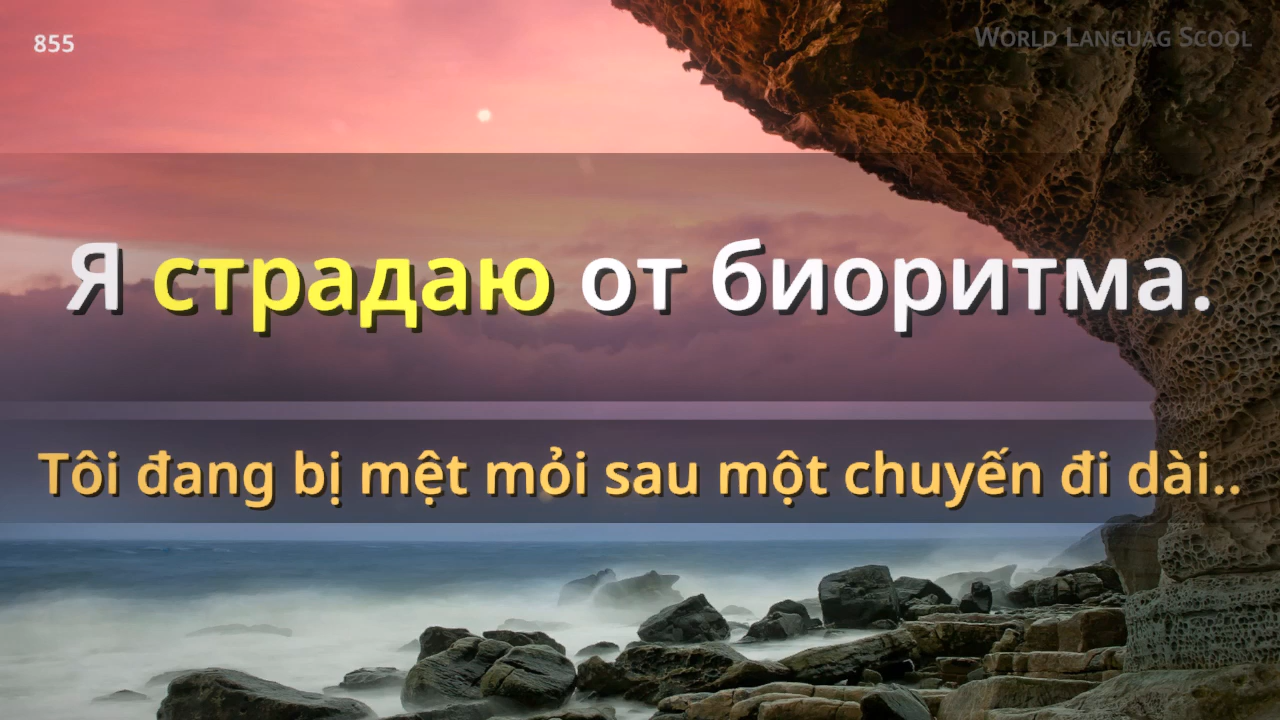 855
World Languag Scool
Я страдаю от биоритма.
Tôi đang bị mệt mỏi sau một chuyến đi dài..